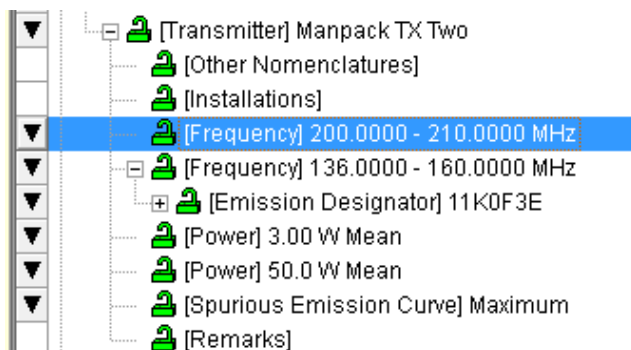 [Transmitter] Manpack TX Two
[Other Nomenclatures]
[Installations]
[Frequency] 200.0000 - 210.0000 MHz
[Frequency] 136.0000 - 160.0000 MHz
[Emission Designator] 11K0F3E
[Power] 3.00 W Mean
[Power] 50.0 W Mean
[Spurious Emission Curve] Maximum
[Remarks]